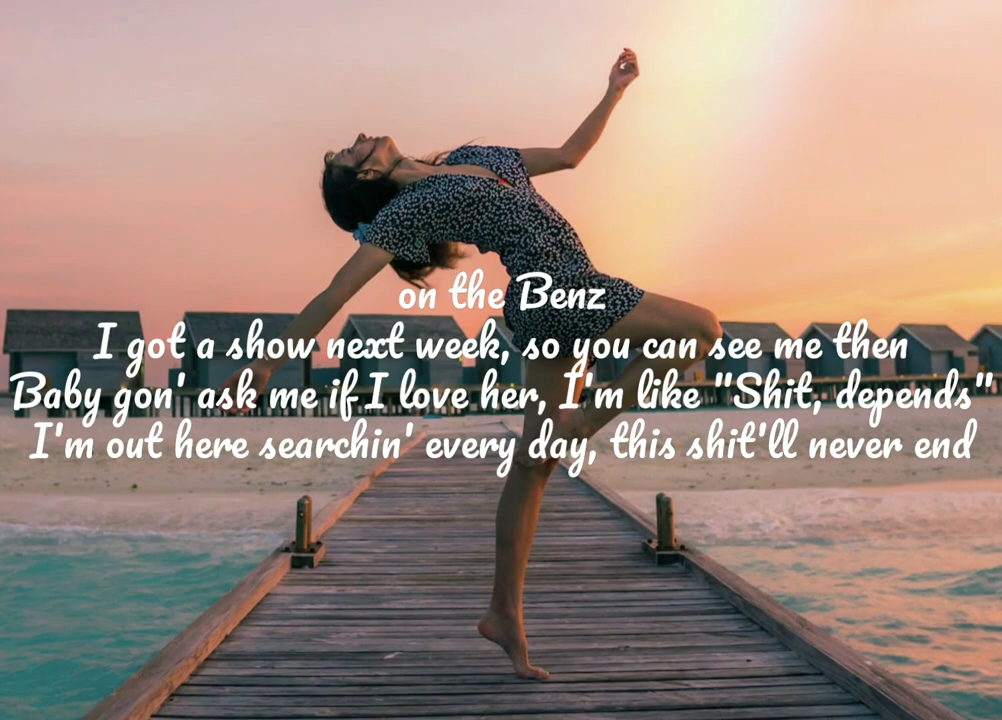 on the Benz
I got a show next week, so you can see me then
Baby gon' ask me if I love her, I'm like "Shit, depends"
I'm out here searchin' every day, this shit'll never end